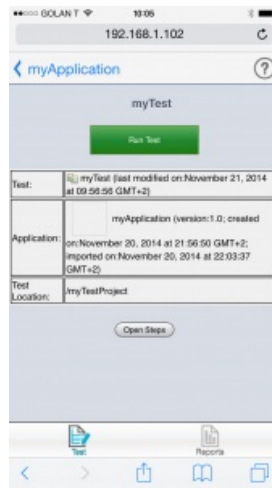 GOLAN T 10:05
192.168.1.102
myApplication ?
myTest
Run Test
Test: myTest (last modified on:November 21, 2014
at 09:56:56 GMT+2)
Application: myApplication (version:1.0; created
on:November 20, 2014 at 21:56:50 GMT+2;
imported on:November 20, 2014 at 22:03:37
GMT+2)
Test
Location: /myTestProject
Open Steps
Test Reports